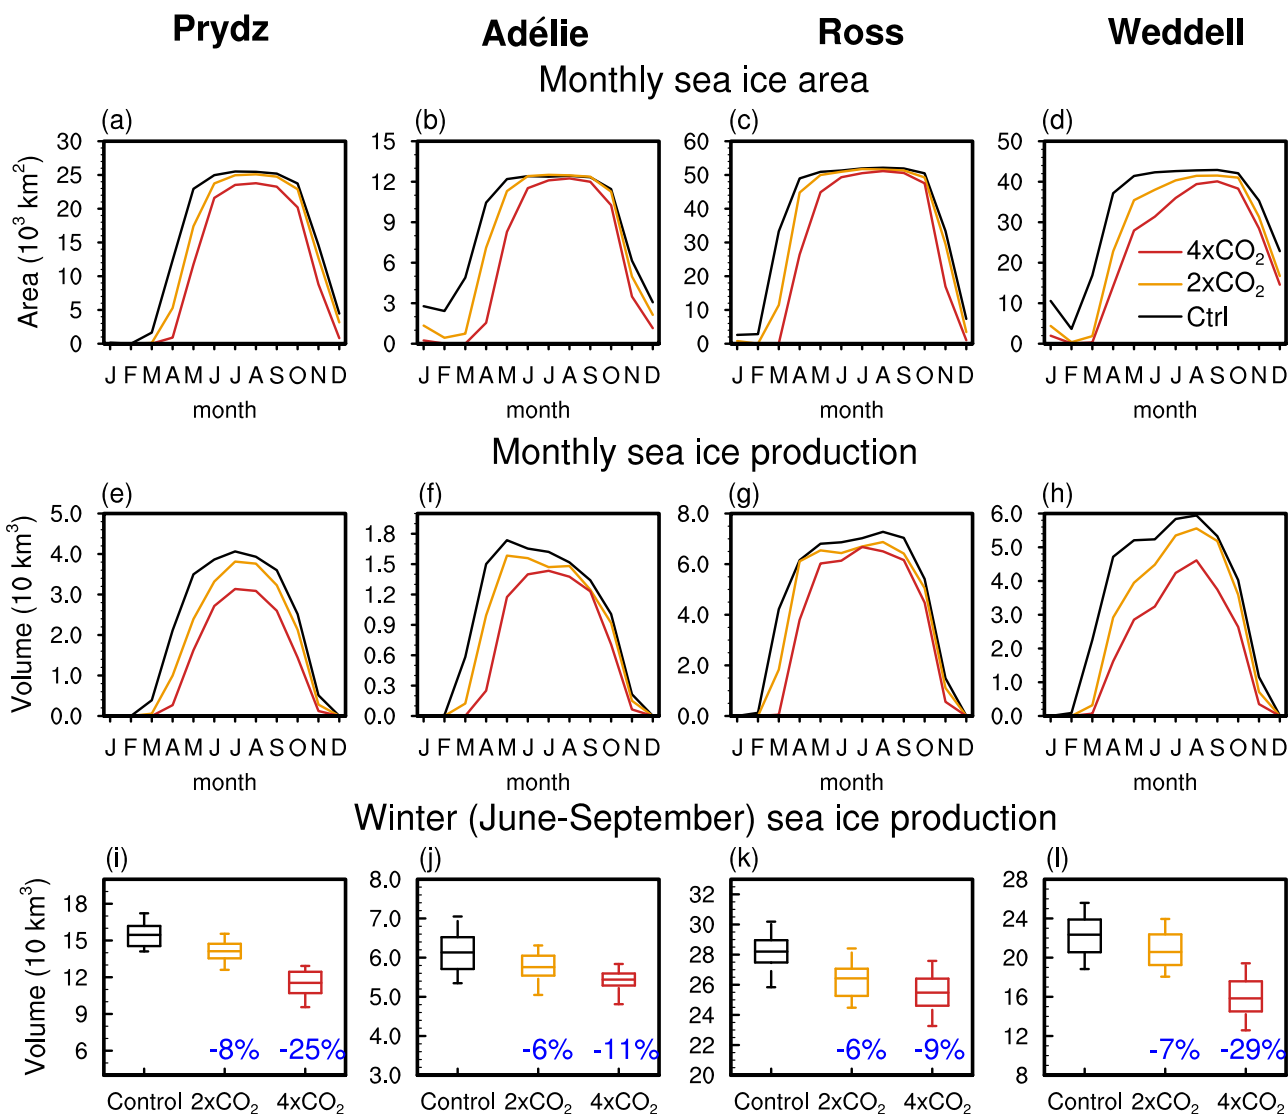 Prydz Adélie Ross Weddell
Monthly sea ice area
(a) (b) (c) (d)
Area (10³ km²)
30 25 20 15 10 5 0
15 12 9 6 3 0
60 50 40 30 20 10 0
50 40 30 20 10 0
4xCO₂
2xCO₂
Ctrl
J F M A M J J A S O N D J F M A M J J A S O N D J F M A M J J A S O N D J F M A M J J A S O N D
month month month month
Monthly sea ice production
(e) (f) (g) (h)
Volume (10 km³)
5.0 4.0 3.0 2.0 1.0 0.0
1.8 1.5 1.2 0.9 0.6 0.3 0.0
8.0 6.0 4.0 2.0 0.0
6.0 5.0 4.0 3.0 2.0 1.0 0.0
J F M A M J J A S O N D J F M A M J J A S O N D J F M A M J J A S O N D J F M A M J J A S O N D
month month month month
Winter (June-September) sea ice production
(i) (j) (k) (l)
Volume (10 km³)
18 15 12 9 6
8.0 7.0 6.0 5.0 4.0 3.0
32 30 28 26 24 22 20
28 24 20 16 12 8
-8% -25% -6% -11% -6% -9% -7% -29%
Control 2xCO₂ 4xCO₂ Control 2xCO₂ 4xCO₂ Control 2xCO₂ 4xCO₂ Control 2xCO₂ 4xCO₂